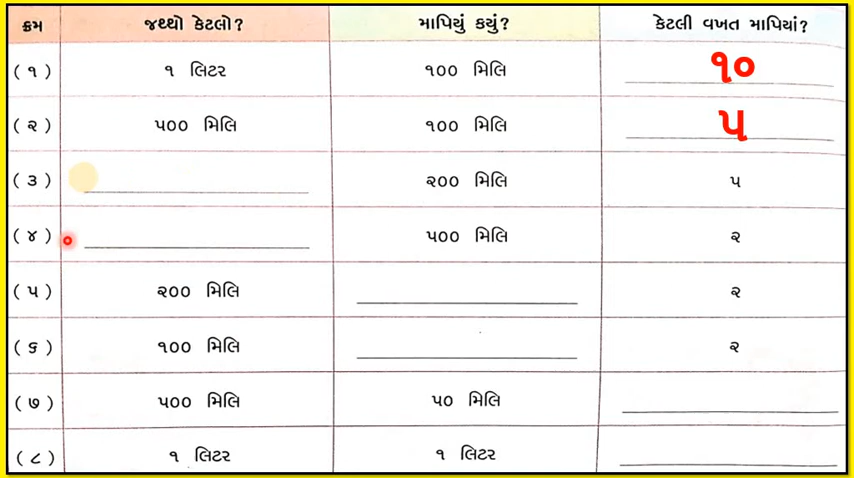 ક્રમ જથ્થો કેટલો? માપિયું કયું? કેટલી વખત માપિયાં?
(૧) ૧ લિટર ૧૦૦ મિલિ ૧૦
(૨) ૫૦૦ મિલિ ૧૦૦ મિલિ ૫
(૩) ૨૦૦ મિલિ ૫
(૪) ૫૦૦ મિલિ ૨
(૫) ૨૦૦ મિલિ ૨
(૬) ૧૦૦ મિલિ ૨
(૭) ૫૦૦ મિલિ ૫૦ મિલિ
(૮) ૧ લિટર ૧ લિટર